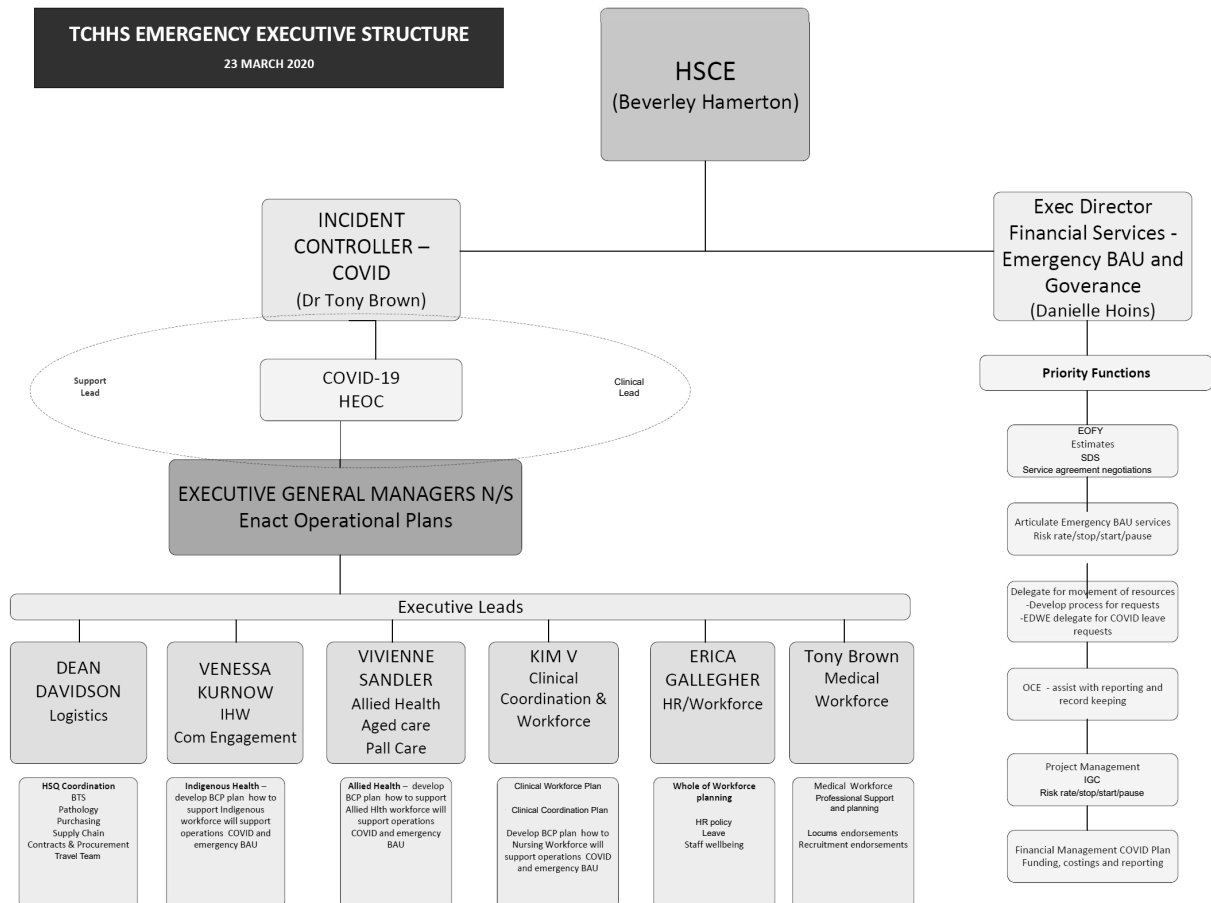 TCHHS EMERGENCY EXECUTIVE STRUCTURE
23 MARCH 2020
HSCE
(Beverley Hamerton)
INCIDENT
CONTROLLER –
COVID
(Dr Tony Brown)
Exec Director
Financial Services -
Emergency BAU and
Goverance
(Danielle Hoins)
Support
Lead
COVID-19
HEOC
Clinical
Lead
EXECUTIVE GENERAL MANAGERS N/S
Enact Operational Plans
Executive Leads
DEAN
DAVIDSON
Logistics
VENESSA
KURNOW
IHW
Com Engagement
VIVIENNE
SANDLER
Allied Health
Aged care
Pall Care
KIM V
Clinical
Coordination &
Workforce
ERICA
GALLEGHER
HR/Workforce
Tony Brown
Medical
Workforce
HSQ Coordination
BTS
Pathology
Purchasing
Supply Chain
Contracts & Procurement
Travel Team
Indigenous Health –
develop BCP plan how to
support Indigenous
workforce will support
operations COVID and
emergency BAU
Allied Health – develop
BCP plan how to support
Allied Hlth workforce will
support operations
COVID and emergency
BAU
Clinical Workforce Plan
Clinical Coordination Plan
Develop BCP plan how to
Nursing Workforce will
support operations COVID
and emergency BAU
Whole of Workforce
planning
HR policy
Leave
Staff wellbeing
Medical Workforce
Professional Support
and planning
Locums endorsements
Recruitment endorsements
Priority Functions
EOFY
Estimates
SDS
Service agreement negotiations
Articulate Emergency BAU services
Risk rate/stop/start/pause
Delegate for movement of resources
-Develop process for requests
-EDWE delegate for COVID leave
requests
OCE - assist with reporting and
record keeping
Project Management
IGC
Risk rate/stop/start/pause
Financial Management COVID Plan
Funding, costings and reporting